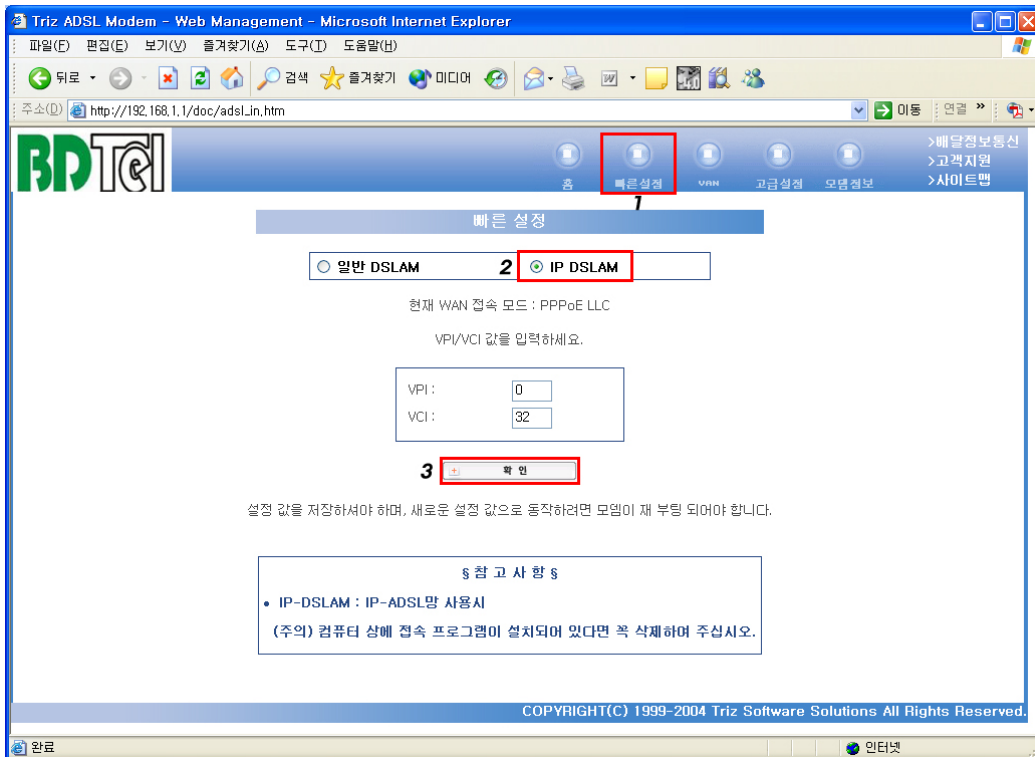 Triz ADSL Modem - Web Management - Microsoft Internet Explorer
파일(F) 편집(E) 보기(V) 즐겨찾기(A) 도구(T) 도움말(H)
뒤로 검색 즐겨찾기 미디어
주소(D) http://192.168.1.1/doc/adsl_in.htm 이동 연결 »
BDTel
홈 빠른설정 VAN 고급설정 모뎀정보
>배달정보통신
>고객지원
>사이트맵
1
빠른 설정
일반 DSLAM 2 IP DSLAM
현재 WAN 접속 모드 : PPPoE LLC
VPI/VCI 값을 입력하세요.
VPI : 0
VCI : 32
3 확 인
설정 값을 저장하셔야 하며, 새로운 설정 값으로 동작하려면 모뎀이 재 부팅 되어야 합니다.
§ 참 고 사 항 §
• IP-DSLAM : IP-ADSL망 사용시
(주의) 컴퓨터 상에 접속 프로그램이 설치되어 있다면 꼭 삭제하여 주십시오.
COPYRIGHT(C) 1999-2004 Triz Software Solutions All Rights Reserved.
완료 인터넷